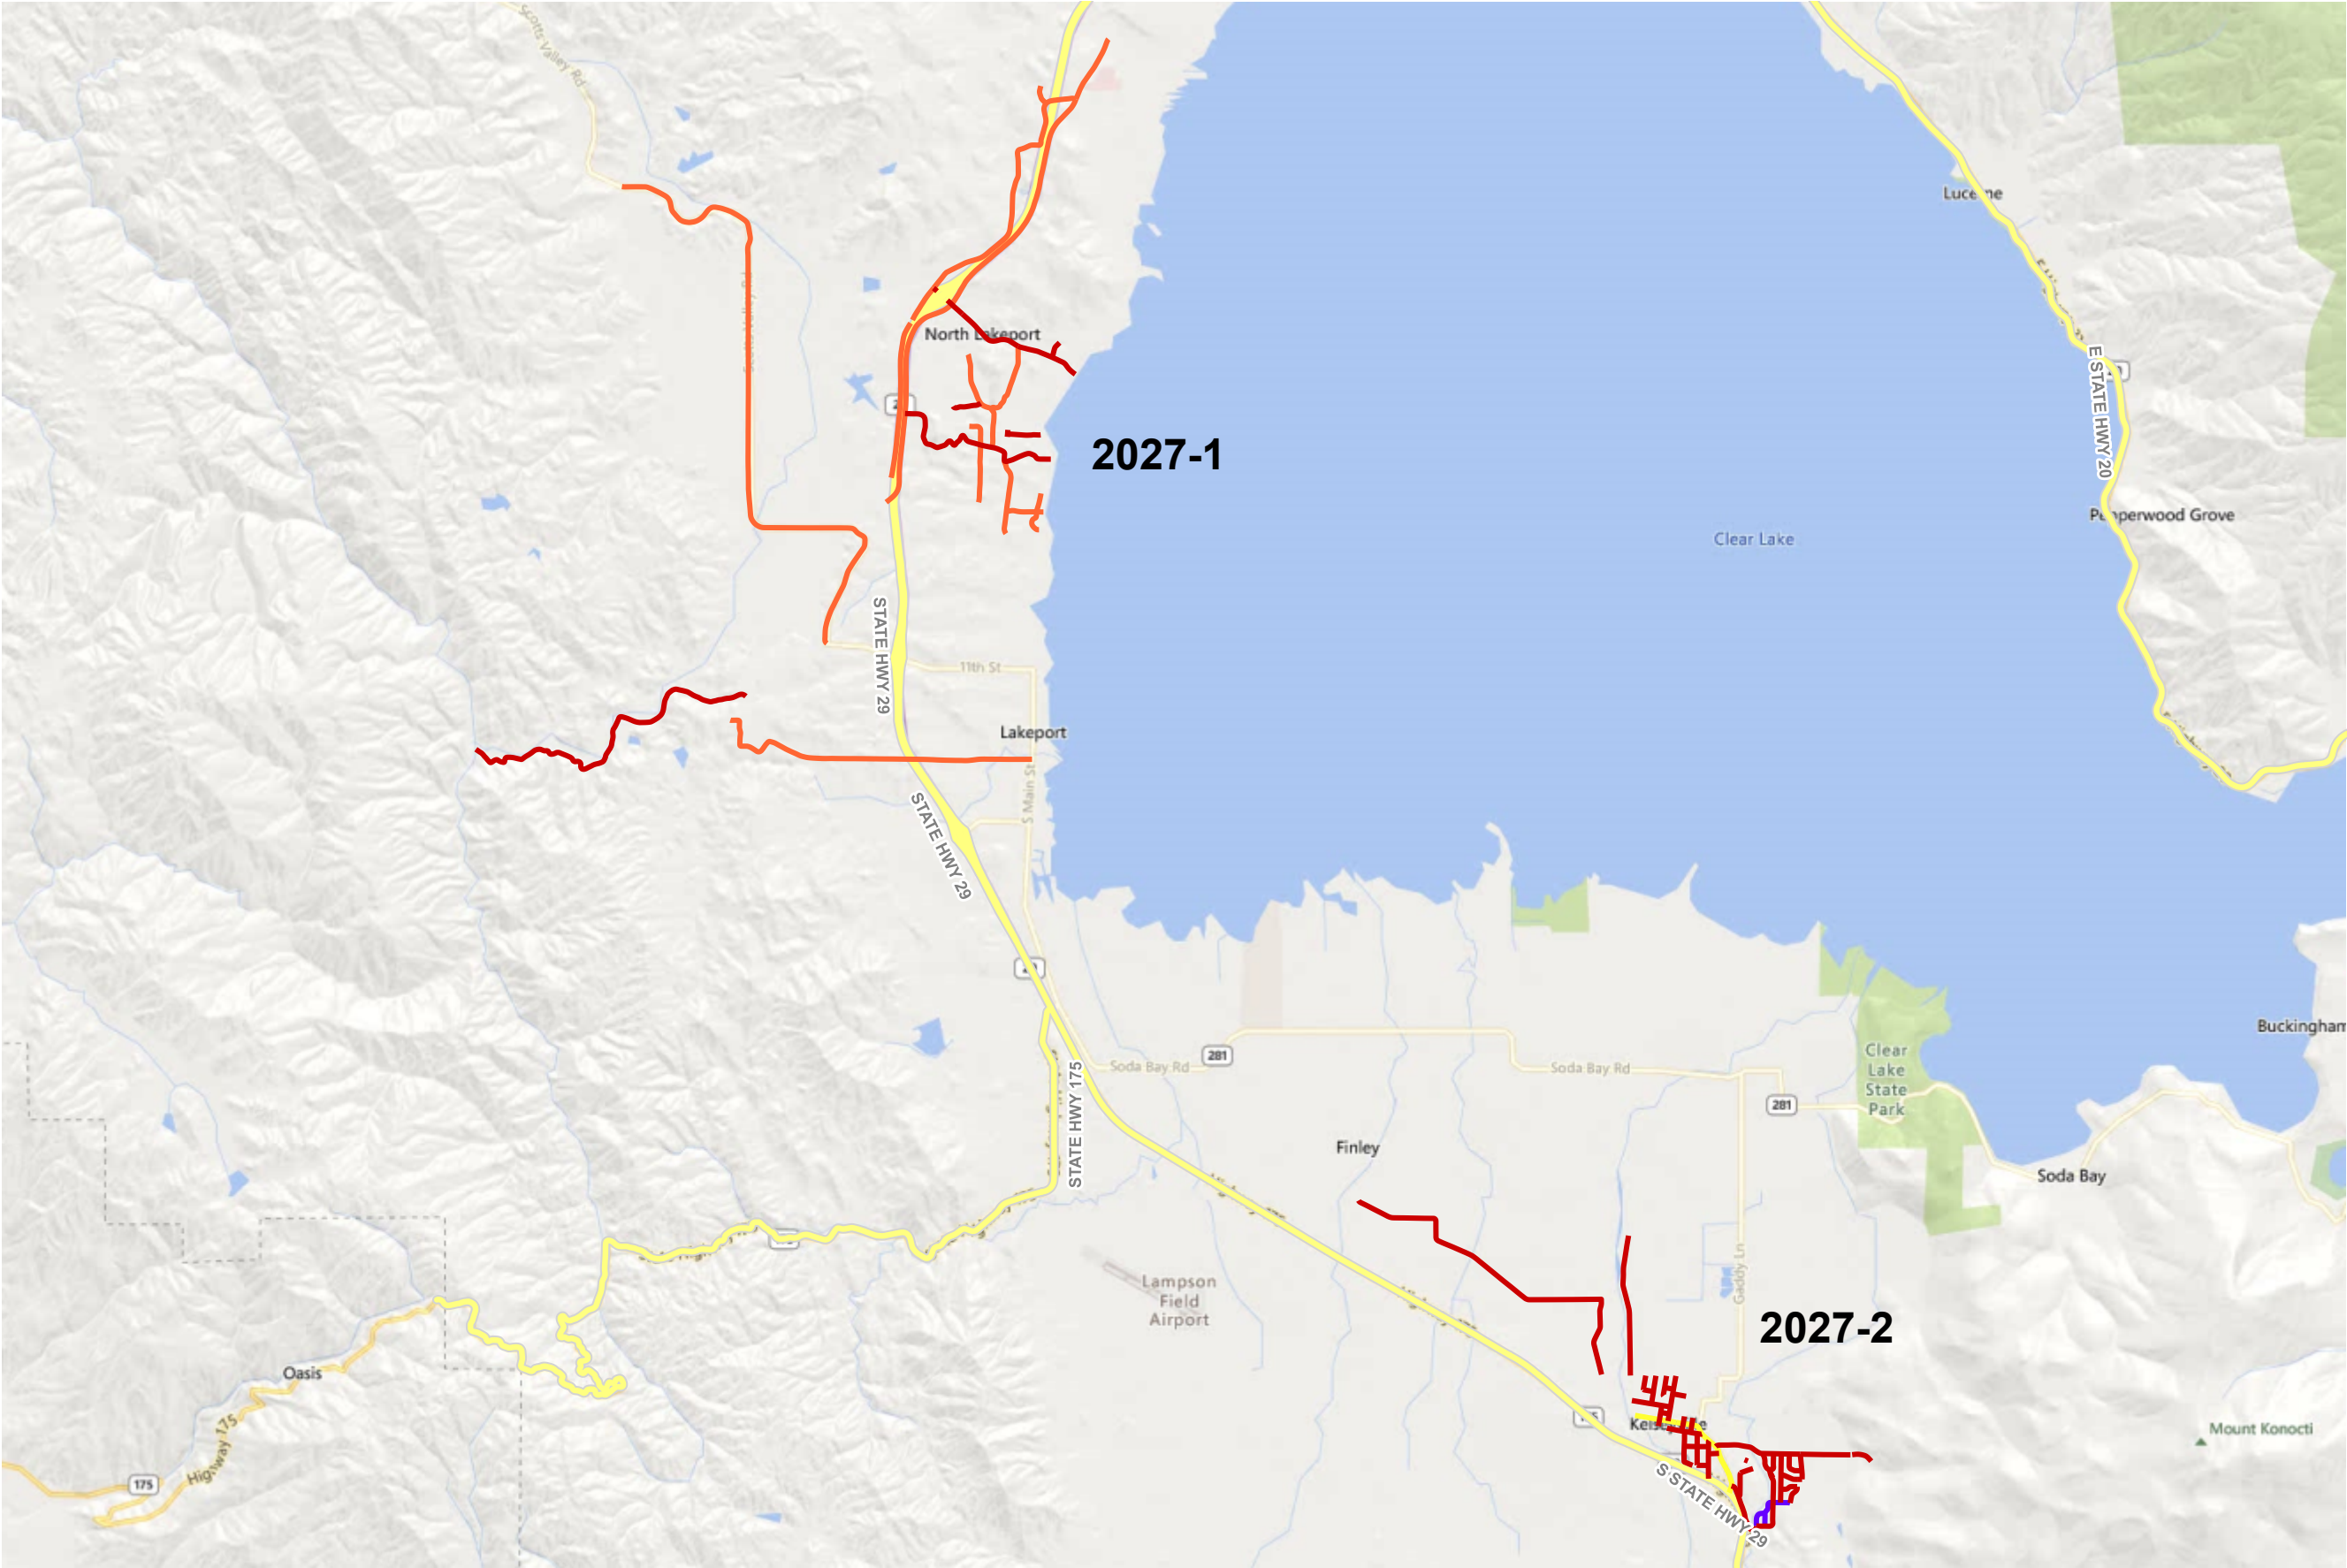 Scotts Valley Rd
Lucerne
North Lakeport
E STATE HWY 20
2027-1
Pepperwood Grove
Clear Lake
STATE HWY 29
11th St
Lakeport
S Main St
STATE HWY 29
Buckingham
Soda Bay Rd
281
Soda Bay Rd
Clear
Lake
State
Park
281
STATE HWY 175
Finley
Soda Bay
Gaddy Ln
Lampson
Field
Airport
2027-2
Oasis
Highway 175
175
Mount Konocti
S STATE HWY 29